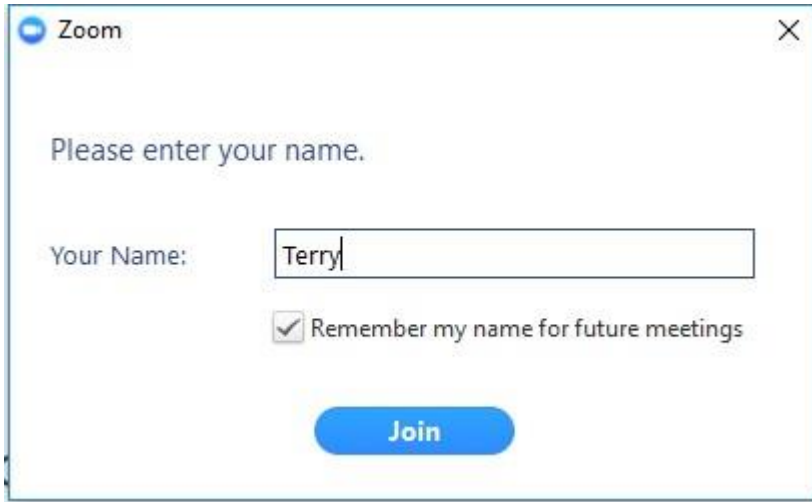 Zoom
Please enter your name.
Your Name: Terry
Remember my name for future meetings
Join